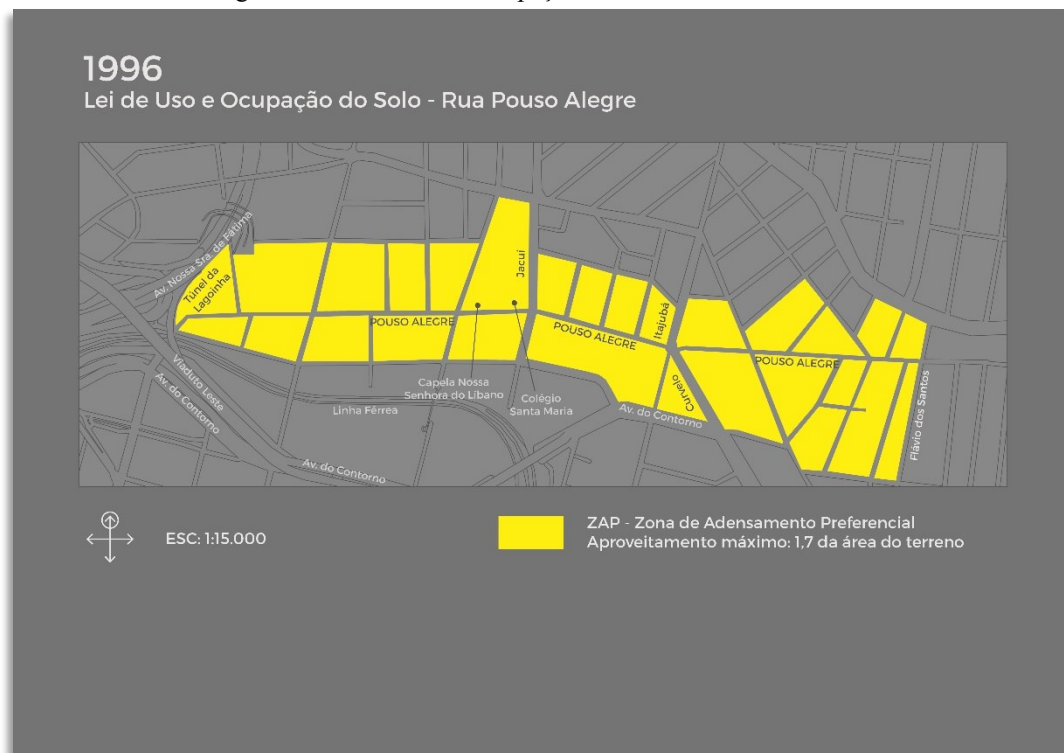 1996
Lei de Uso e Ocupação do Solo - Rua Pouso Alegre
Av. Nossa Sra. de Fátima
Túnel da
Lagoinha
Jacuí
Itajubá
POUSO ALEGRE
POUSO ALEGRE
POUSO ALEGRE
Viaduto Leste
Av. do Contorno
Capela Nossa
Senhora do Líbano
Colégio
Santa Maria
Curvelo
Flávio dos Santos
Linha Férrea
Av. do Contorno
Av. do Contorno
ESC: 1:15.000
ZAP - Zona de Adensamento Preferencial
Aproveitamento máximo: 1,7 da área do terreno